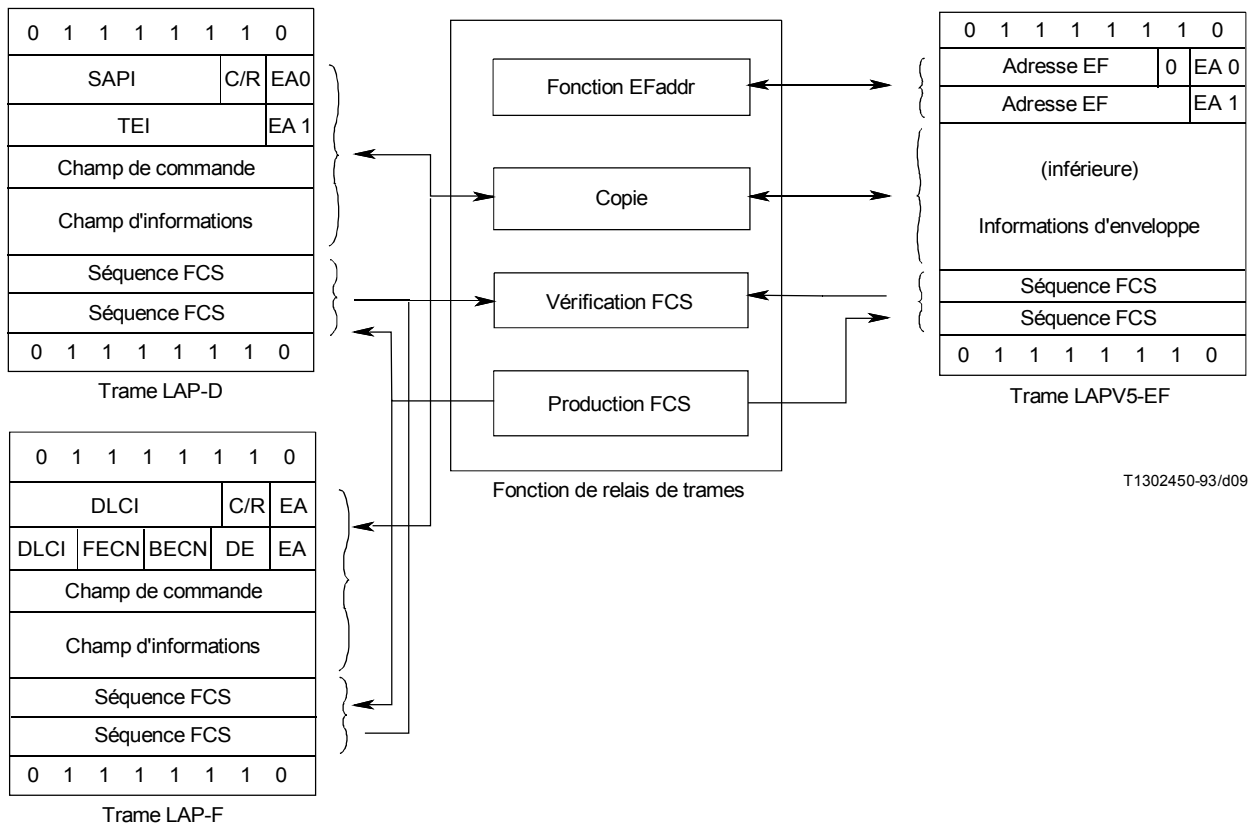 0 1 1 1 1 1 1 0
SAPI C/R EA0
TEI EA 1
Champ de commande
Champ d'informations
Séquence FCS
Séquence FCS
0 1 1 1 1 1 1 0
Trame LAP-D
0 1 1 1 1 1 1 0
DLCI C/R EA
DLCI FECN BECN DE EA
Champ de commande
Champ d'informations
Séquence FCS
Séquence FCS
0 1 1 1 1 1 1 0
Trame LAP-F
Fonction EFaddr
Copie
Vérification FCS
Production FCS
Fonction de relais de trames
0 1 1 1 1 1 1 0
Adresse EF 0 EA 0
Adresse EF EA 1
(inférieure)
Informations d'enveloppe
Séquence FCS
Séquence FCS
0 1 1 1 1 1 1 0
Trame LAPV5-EF
T1302450-93/d09